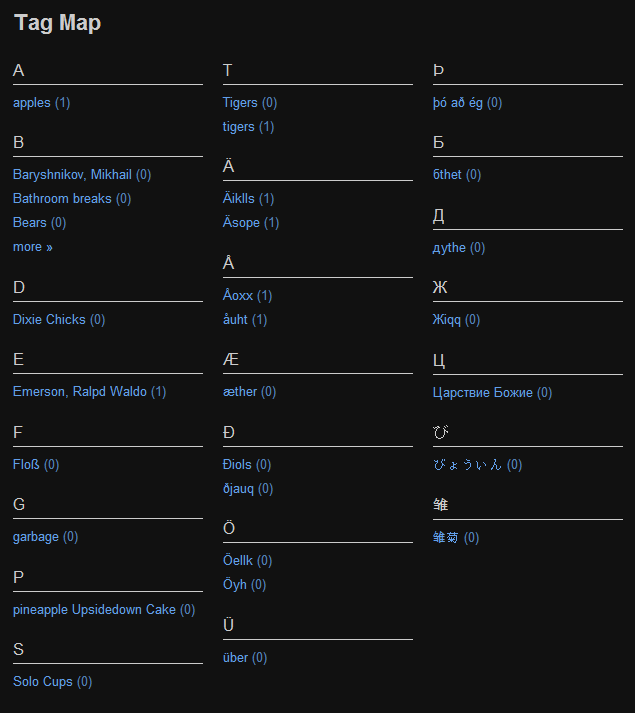 Tag Map
A
apples (1)
B
Baryshnikov, Mikhail (0)
Bathroom breaks (0)
Bears (0)
more »
D
Dixie Chicks (0)
E
Emerson, Ralpd Waldo (1)
F
Floß (0)
G
garbage (0)
P
pineapple Upsidedown Cake (0)
S
Solo Cups (0)
T
Tigers (0)
tigers (1)
Ä
Äiklls (1)
Äsope (1)
Å
Åoxx (1)
åuht (1)
Æ
æther (0)
Ð
Ðiols (0)
ðjauq (0)
Ö
Öellk (0)
Öyh (0)
Ü
über (0)
Þ
þó að ég (0)
Б
бthet (0)
Д
дythe (0)
Ж
Жiqq (0)
Ц
Царствие Божие (0)
び
びょういん (0)
雏
雏菊 (0)